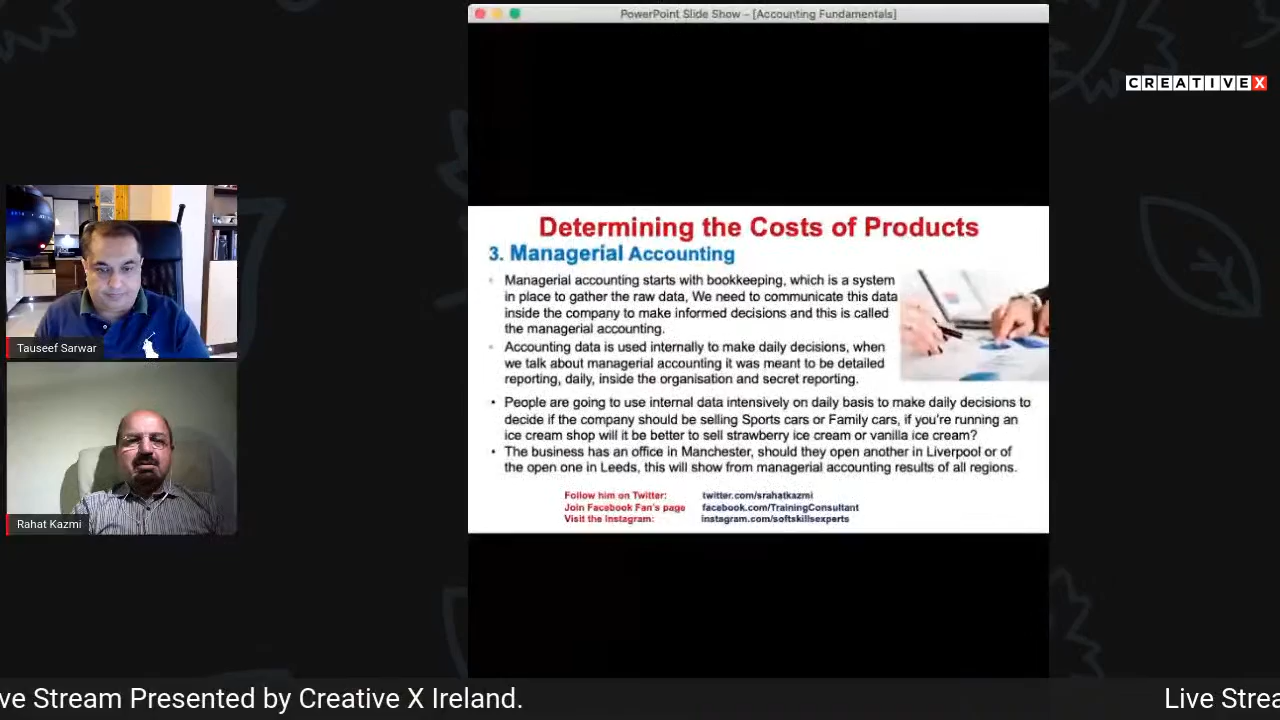 PowerPoint Slide Show – [Accounting Fundamentals]
CREATIVEX
Determining the Costs of Products
3. Managerial Accounting
Managerial accounting starts with bookkeeping, which is a system
in place to gather the raw data, We need to communicate this data
inside the company to make informed decisions and this is called
the managerial accounting.
Accounting data is used internally to make daily decisions, when
we talk about managerial accounting it was meant to be detailed
reporting, daily, inside the organisation and secret reporting.
• People are going to use internal data intensively on daily basis to make daily decisions to
decide if the company should be selling Sports cars or Family cars, if you're running an
ice cream shop will it be better to sell strawberry ice cream or vanilla ice cream?
• The business has an office in Manchester, should they open another in Liverpool or of
the open one in Leeds, this will show from managerial accounting results of all regions.
Follow him on Twitter: twitter.com/srahatkazmi
Join Facebook Fan's page facebook.com/TrainingConsultant
Visit the Instagram: instagram.com/softskillsexperts
Tauseef Sarwar
Rahat Kazmi
ve Stream Presented by Creative X Ireland.
Live Strea